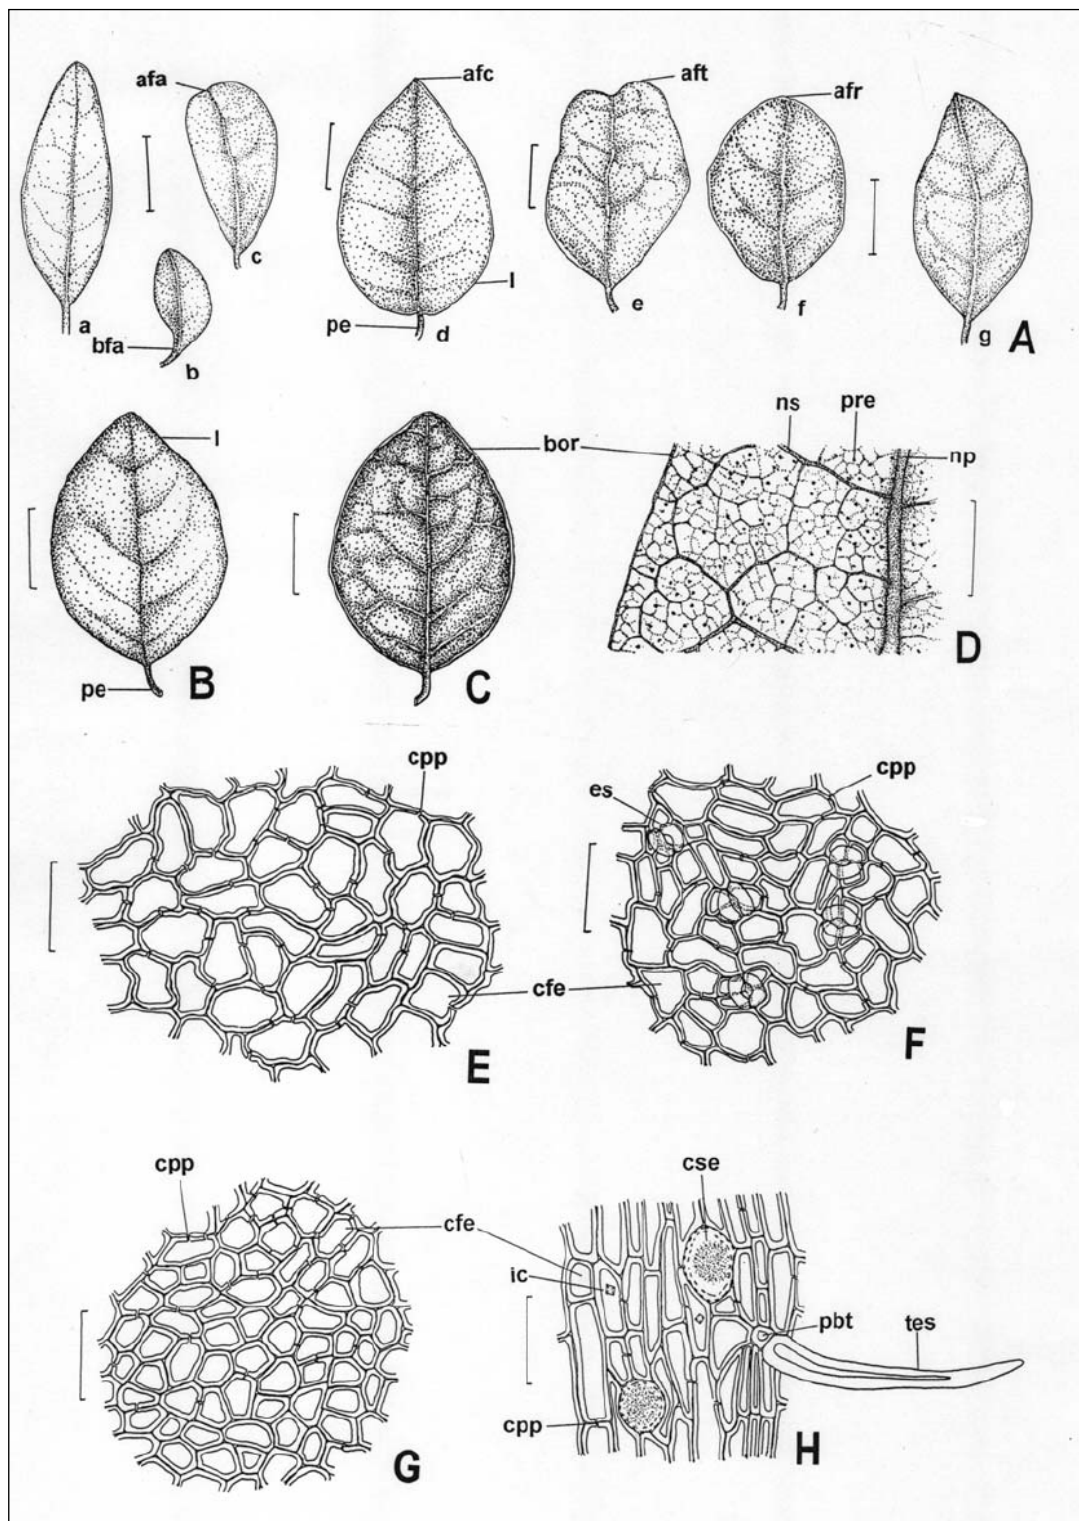 afa
afc
aft
afr
a
bfa
b
c
pe
d
l
e
f
g
A
l
bor
ns
pre
np
pe
B
C
D
cpp
es
cpp
cfe
E
F
cpp
cfe
cse
ic
pbt
tes
cpp
G
H